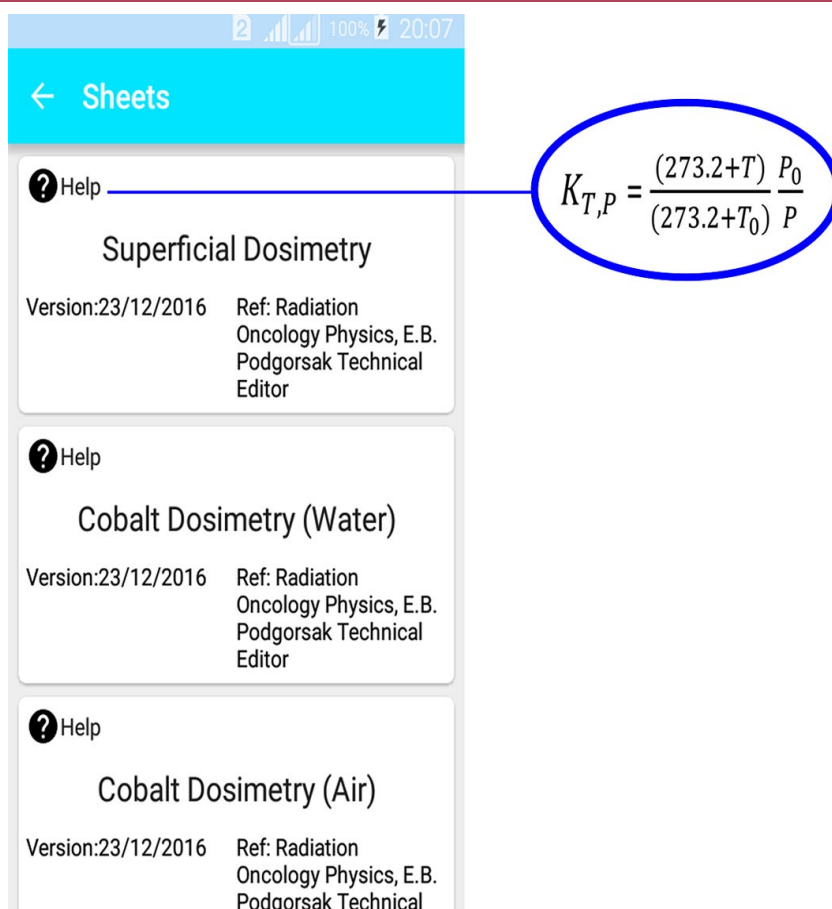 2 100% 20:07
← Sheets
? Help
Superficial Dosimetry
Version:23/12/2016
Ref: Radiation
Oncology Physics, E.B.
Podgorsak Technical
Editor
? Help
Cobalt Dosimetry (Water)
Version:23/12/2016
Ref: Radiation
Oncology Physics, E.B.
Podgorsak Technical
Editor
? Help
Cobalt Dosimetry (Air)
Version:23/12/2016
Ref: Radiation
Oncology Physics, E.B.
Podgorsak Technical
K_{T,P} = \frac{(273.2+T)}{(273.2+T_0)} \frac{P_0}{P}